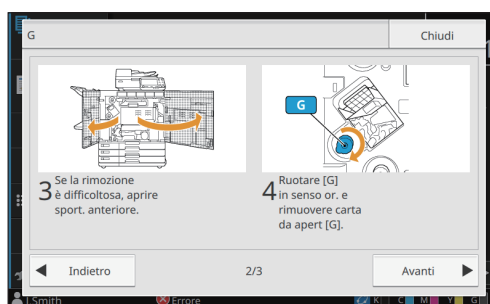 G
Chiudi
G
3 Se la rimozione
è difficoltosa, aprire
sport. anteriore.
4 Ruotare [G]
in senso or. e
rimuovere carta
da apert [G].
Indietro
2/3
Avanti
Smith
Errore
K C M Y G